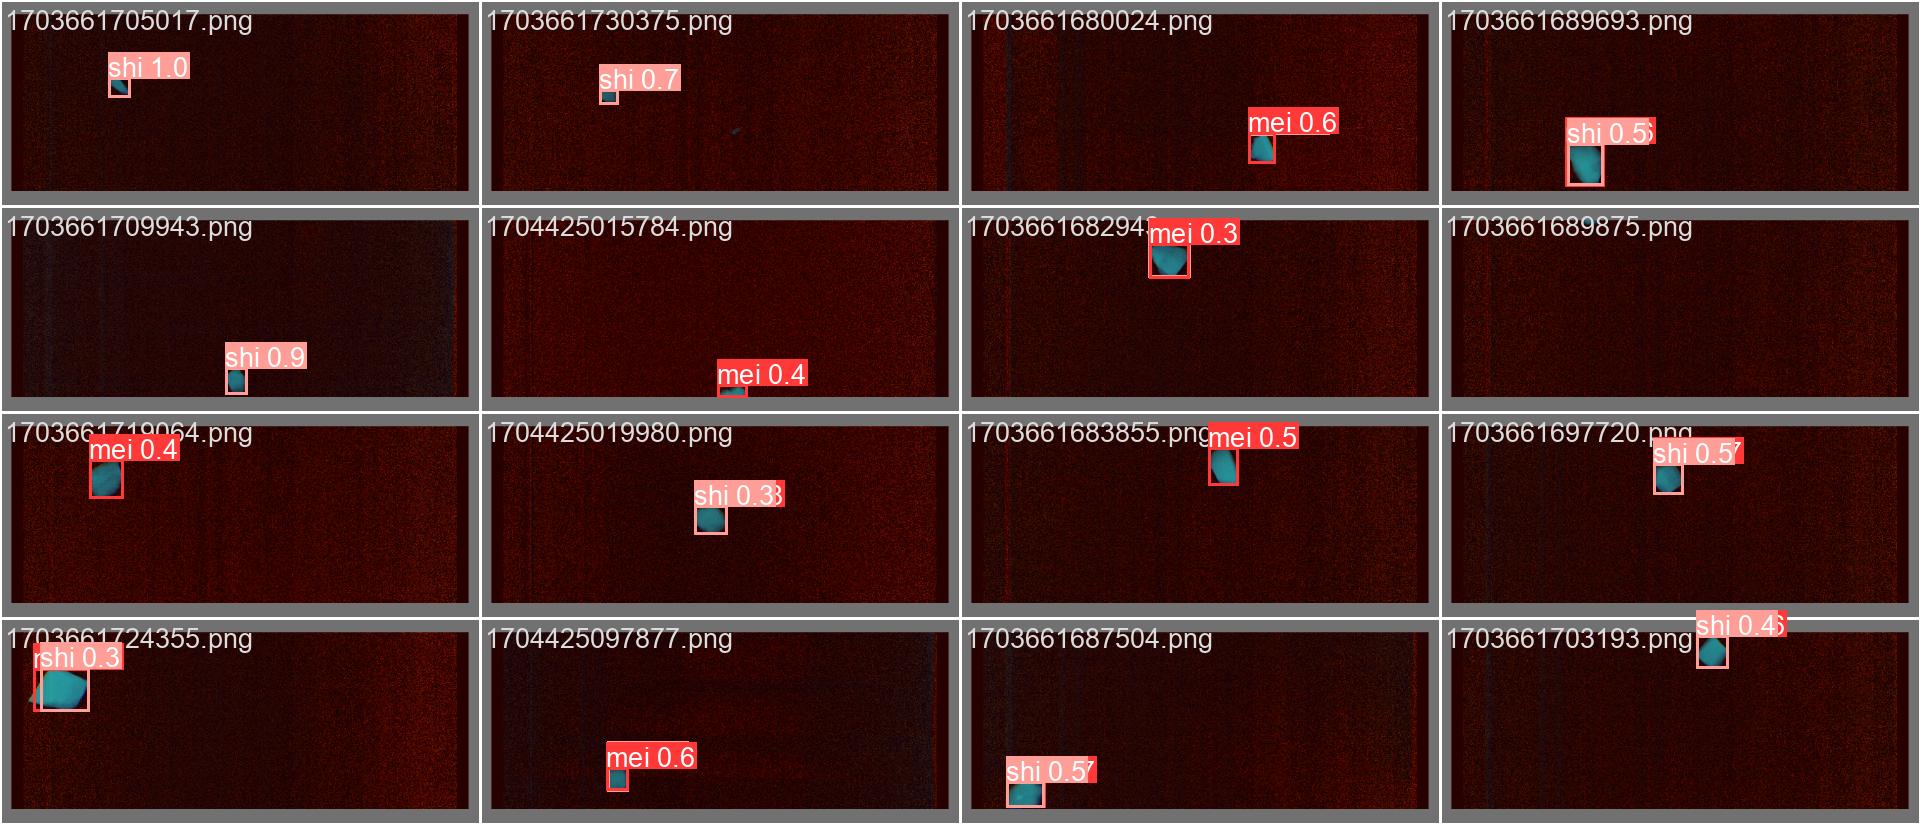 1703661705017.png
shi 1.0
1703661730375.png
shi 0.7
1703661680024.png
mei 0.6
1703661689693.png
shi 0.5
1703661709943.png
shi 0.9
1704425015784.png
mei 0.4
mei 0.3
1703661689875.png
mei 0.4
1704425019980.png
shi 0.3
1703661683855.png
mei 0.5
1703661697720.png
shi 0.5
shi 0.3
1704425097877.png
mei 0.6
1703661687504.png
shi 0.5
1703661703193.png
shi 0.4